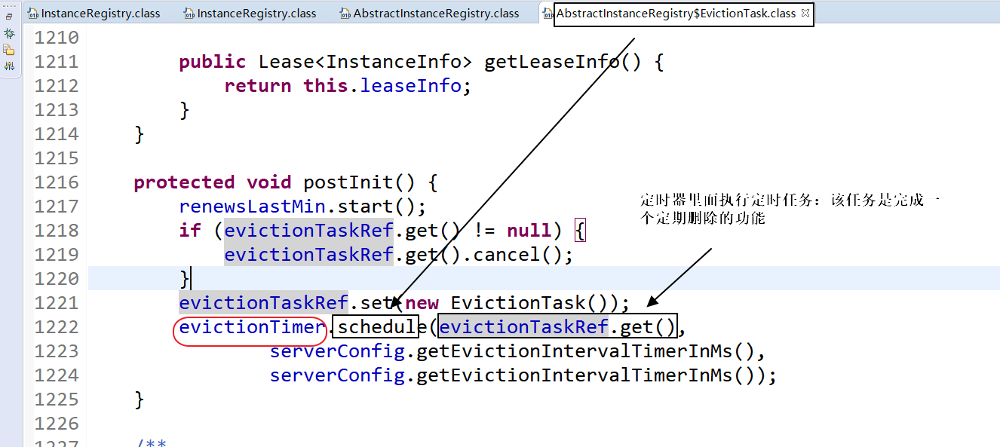 InstanceRegistry.class InstanceRegistry.class AbstractInstanceRegistry.class AbstractInstanceRegistry$EvictionTask.class
1210
1211 public Lease<InstanceInfo> getLeaseInfo() {
1212 return this.leaseInfo;
1213 }
1214 }
1215
1216 protected void postInit() {
1217 renewsLastMin.start();
定时器里面执行定时任务：该任务是完成一
个定期删除的功能
1218 if (evictionTaskRef.get() != null) {
1219 evictionTaskRef.get().cancel();
1220 }
1221 evictionTaskRef.set(new EvictionTask());
1222 evictionTimer.schedule(evictionTaskRef.get(),
1223 serverConfig.getEvictionIntervalTimerInMs(),
1224 serverConfig.getEvictionIntervalTimerInMs());
1225 }
1226
1227 /**